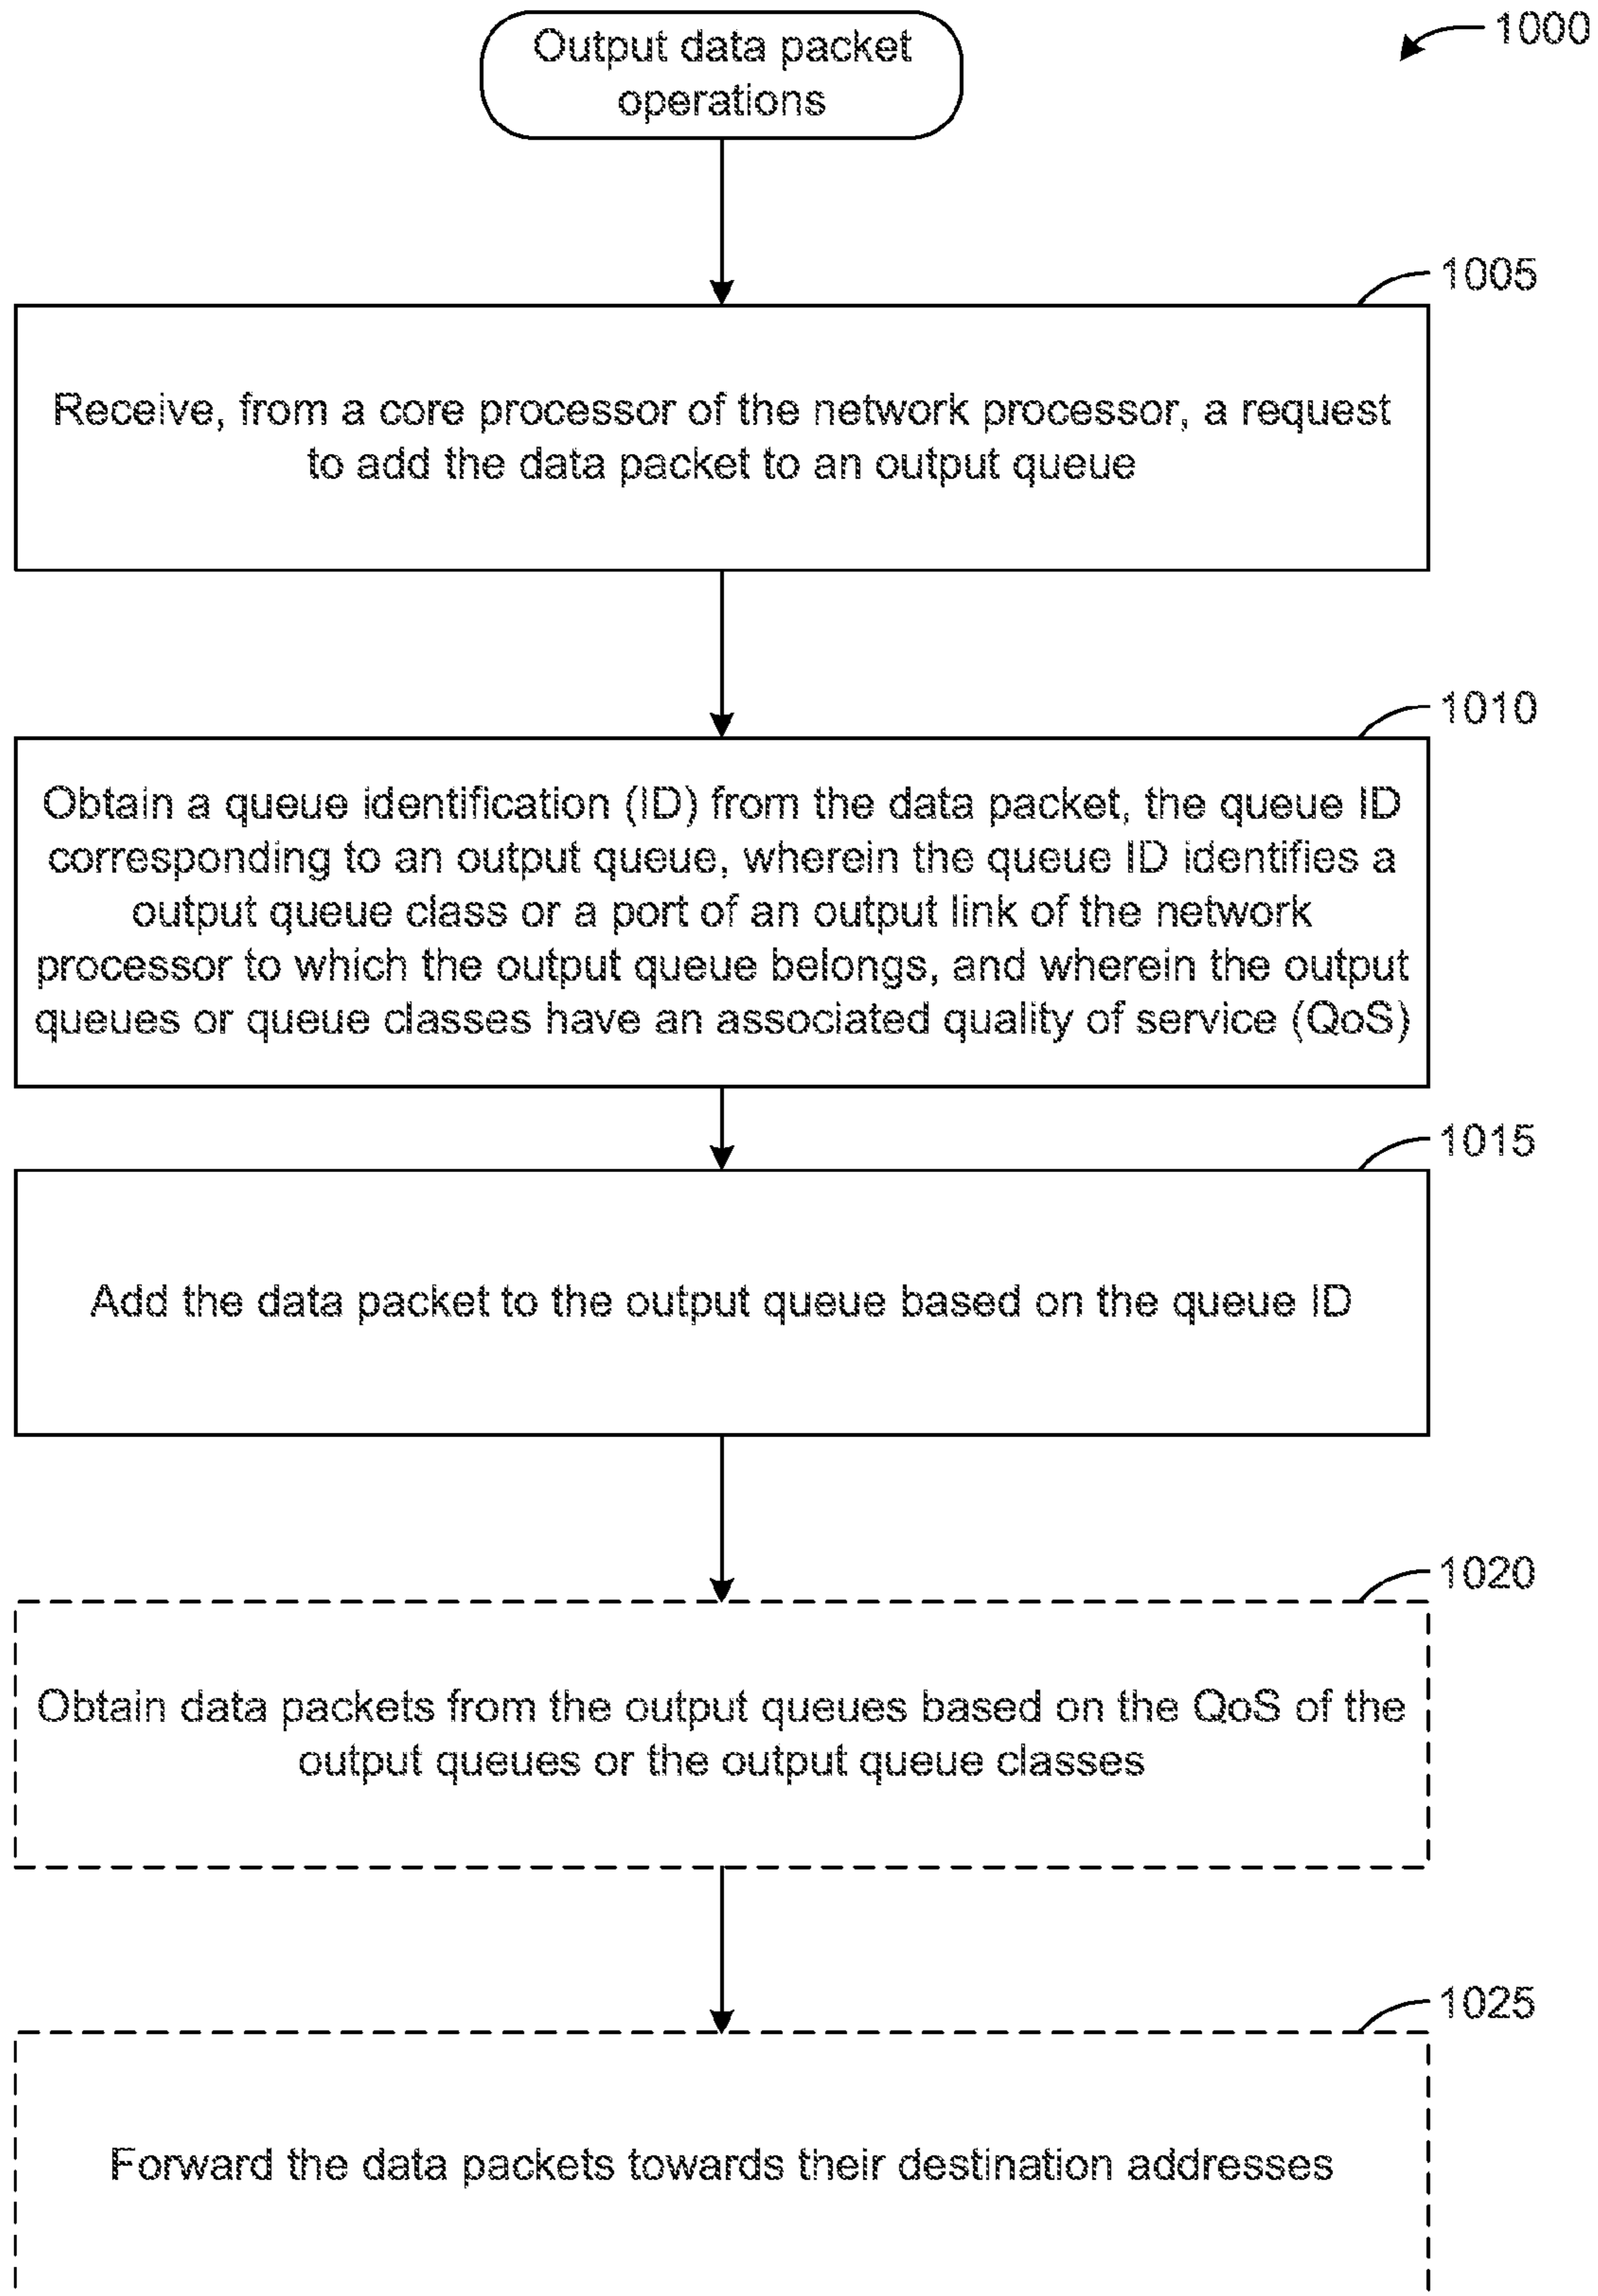 Output data packet
operations
1000
1005
Receive, from a core processor of the network processor, a request
to add the data packet to an output queue
1010
Obtain a queue identification (ID) from the data packet, the queue ID
corresponding to an output queue, wherein the queue ID identifies a
output queue class or a port of an output link of the network
processor to which the output queue belongs, and wherein the output
queues or queue classes have an associated quality of service (QoS)
1015
Add the data packet to the output queue based on the queue ID
1020
Obtain data packets from the output queues based on the QoS of the
output queues or the output queue classes
1025
Forward the data packets towards their destination addresses